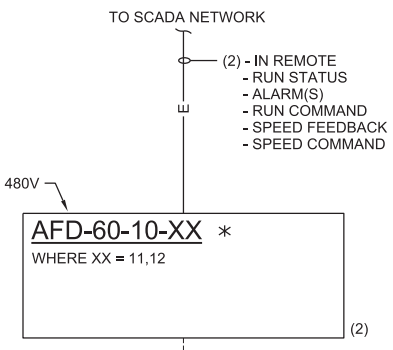 TO SCADA NETWORK
(2) - IN REMOTE
- RUN STATUS
- ALARM(S)
- RUN COMMAND
- SPEED FEEDBACK
- SPEED COMMAND
E
480V
AFD-60-10-XX *
WHERE XX = 11,12
(2)